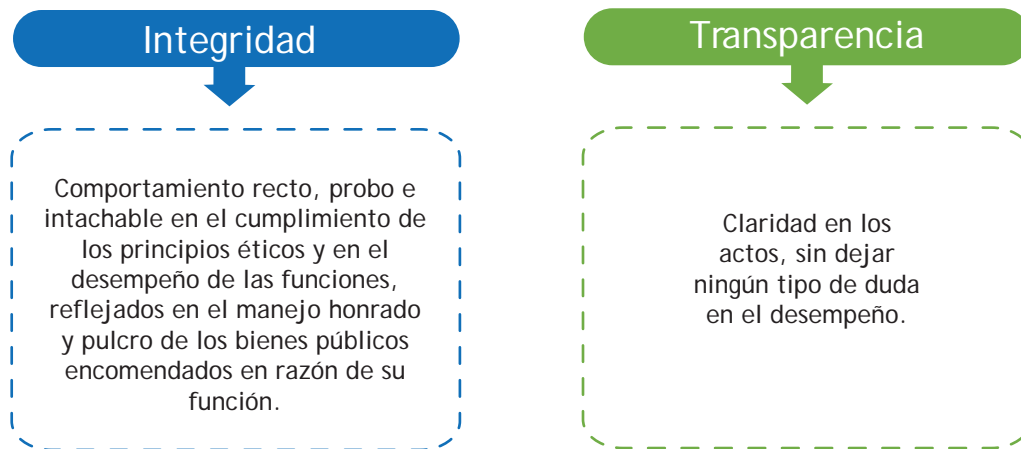 Integridad
Comportamiento recto, probo e
intachable en el cumplimiento de
los principios éticos y en el
desempeño de las funciones,
reflejados en el manejo honrado
y pulcro de los bienes públicos
encomendados en razón de su
función.
Transparencia
Claridad en los
actos, sin dejar
ningún tipo de duda
en el desempeño.